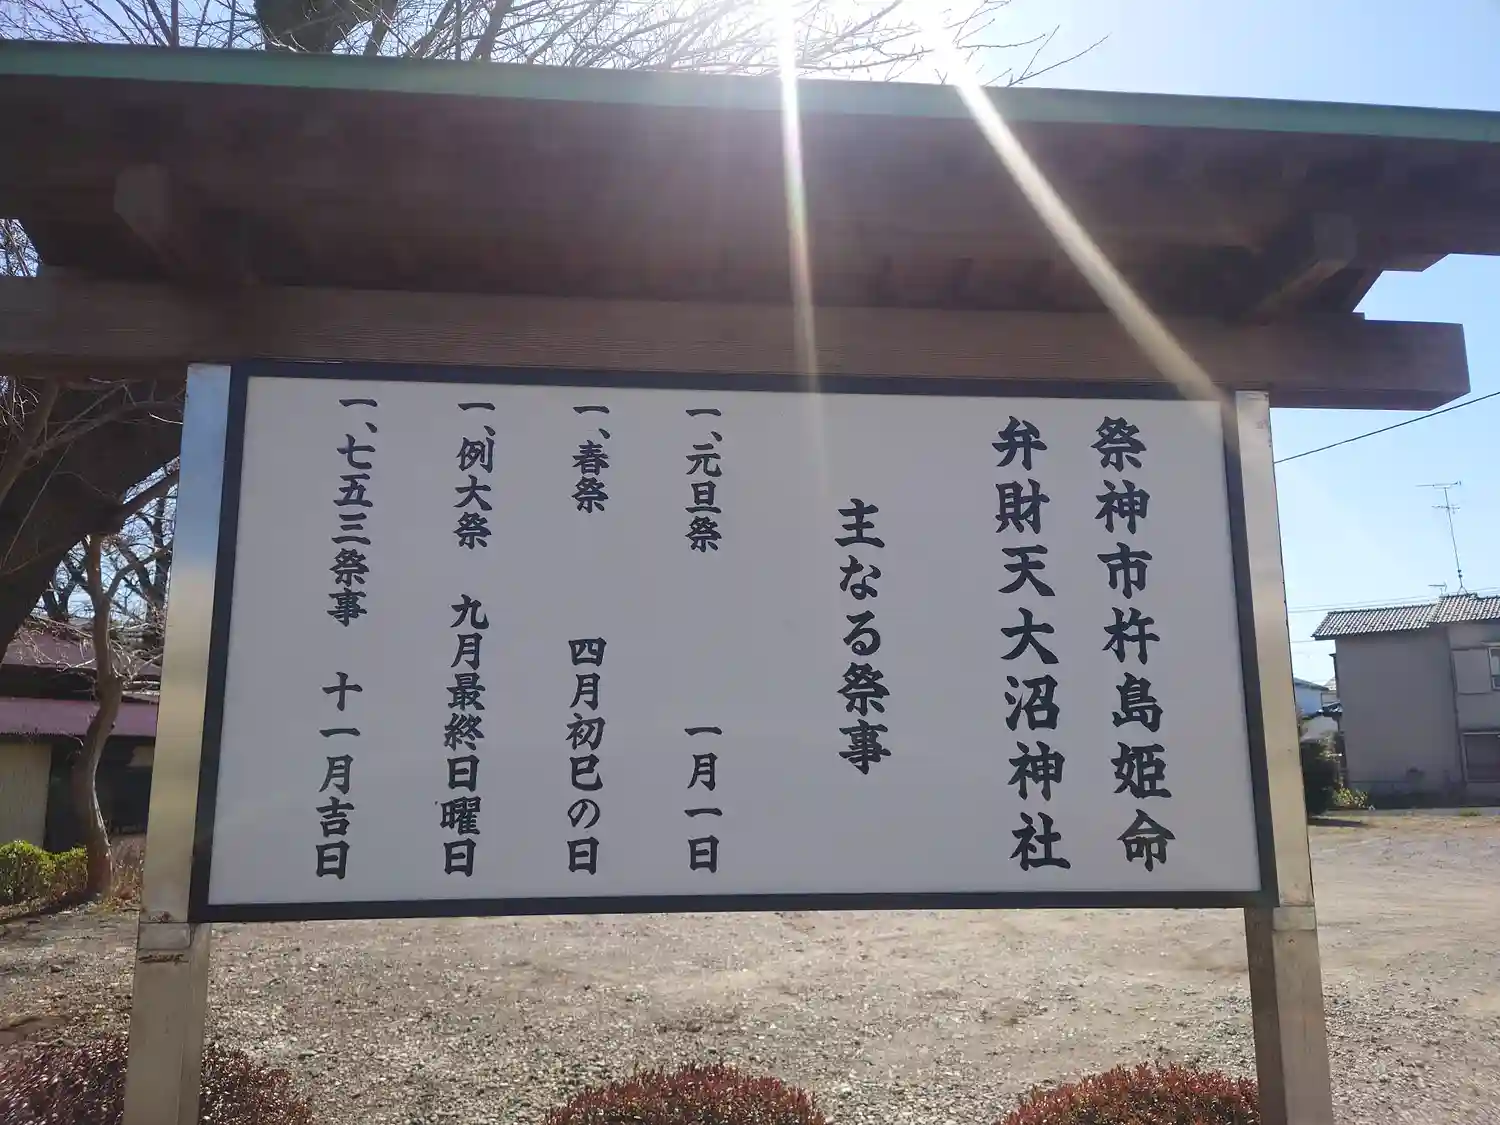 祭神市杵島姫命
弁財天大沼神社
主なる祭事
一、元旦祭 一月一日
一、春祭 四月初巳の日
一、例大祭 九月最終日曜日
一、七五三祭事 十一月吉日